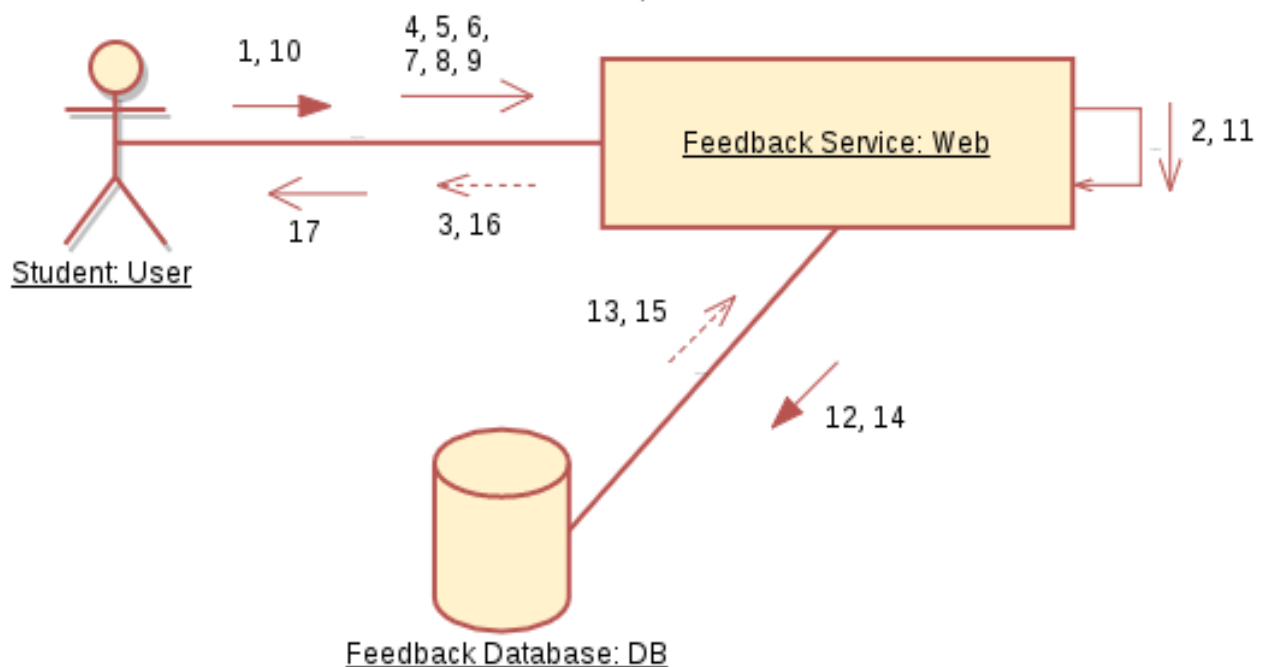 4, 5, 6,
1, 10
7, 8, 9
Feedback Service: Web
2, 11
17
3, 16
Student: User
13, 15
12, 14
Feedback Database: DB